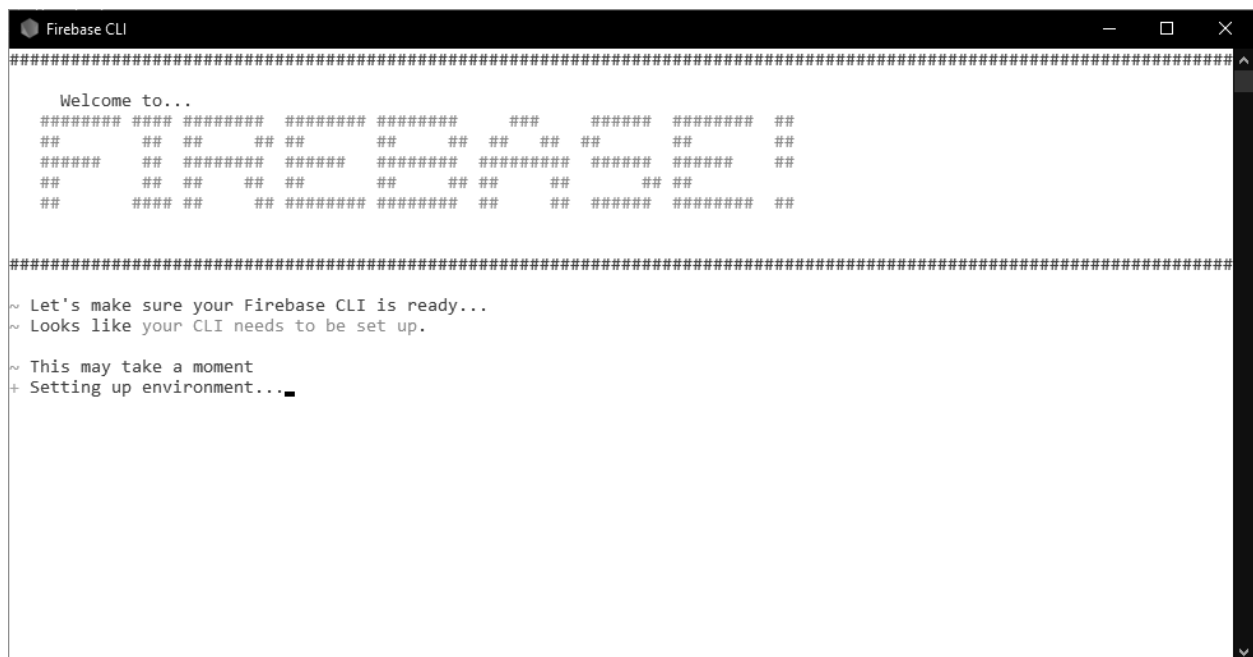 Firebase CLI
########################################################################################################################
Welcome to...
######## #### ########  ######## ########     ###     ######  ########  ##
##        ##  ##     ## ##       ##     ##  ##   ##  ##       ##        ##
######    ##  ########  ######   ########  #########  ######  ######    ##
##        ##  ##    ##  ##       ##     ## ##     ##       ## ##
##       #### ##     ## ######## ########  ##     ##  ######  ########  ##
########################################################################################################################
~ Let's make sure your Firebase CLI is ready...
~ Looks like your CLI needs to be set up.
~ This may take a moment
+ Setting up environment...